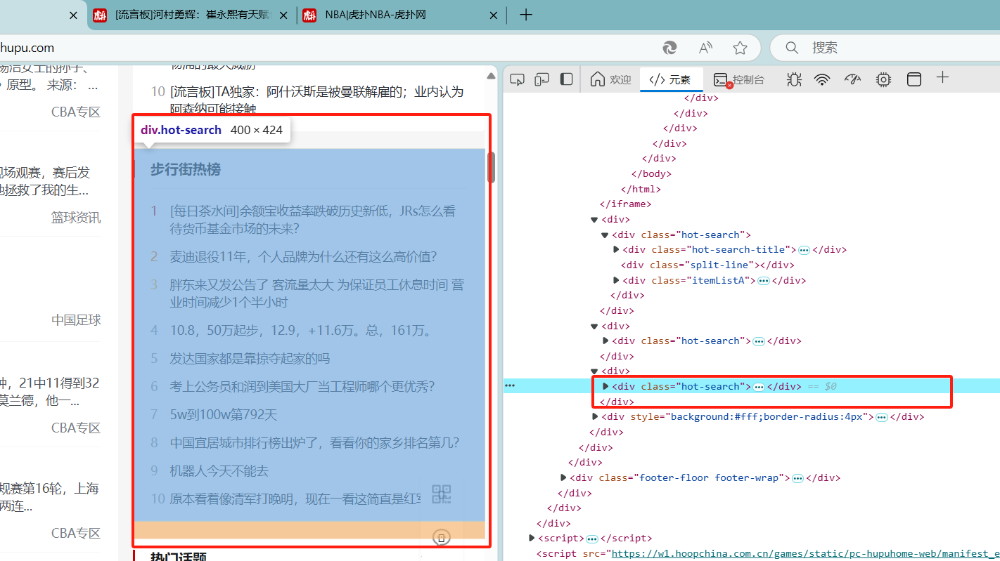 [流言板]河村勇辉：崔永熙有天赋
NBA|虎扑NBA-虎扑网
hupu.com
搜索
杨洁女士的孙子、
原型。 来源： ...
CBA专区
现场观赛，赛后发
他拯救了我的生...
篮球资讯
中国足球
钟，21中11得到32
莫兰德，他一...
CBA专区
规赛第16轮，上海
两连...
CBA专区
10 [流言板]TA独家：阿什沃斯是被曼联解雇的；业内认为
阿森纳可能接触
div.hot-search 400 × 424
步行街热榜
1 [每日茶水间]余额宝收益率跌破历史新低，JRs怎么看
待货币基金市场的未来？
2 麦迪退役11年，个人品牌为什么还有这么高价值？
3 胖东来又发公告了 客流量太大 为保证员工休息时间 营
业时间减少1个半小时
4 10.8，50万起步，12.9，+11.6万。总，161万。
5 发达国家都是靠掠夺起家的吗
6 考上公务员和润到美国大厂当工程师哪个更优秀？
7 5w到100w第792天
8 中国宜居城市排行榜出炉了，看看你的家乡排名第几？
9 机器人今天不能去
10 原本看着像清军打晚明，现在一看这简直是红军
热门话题
欢迎
</> 元素
控制台
</div>
</div>
</div>
</div>
</div>
</body>
</html>
</iframe>
<div>
<div class="hot-search">
<div class="hot-search-title">…</div>
<div class="split-line"></div>
<div class="itemListA">…</div>
</div>
</div>
<div>
<div class="hot-search">…</div>
</div>
<div>
<div class="hot-search">…</div> == $0
</div>
<div style="background:#fff;border-radius:4px">…</div>
</div>
</div>
</div>
<div class="footer-floor footer-wrap">…</div>
</div>
</div>
</div>
<script>…</script>
<script src="https://w1.hoopchina.com.cn/games/static/pc-hupuhome-web/manifest_e